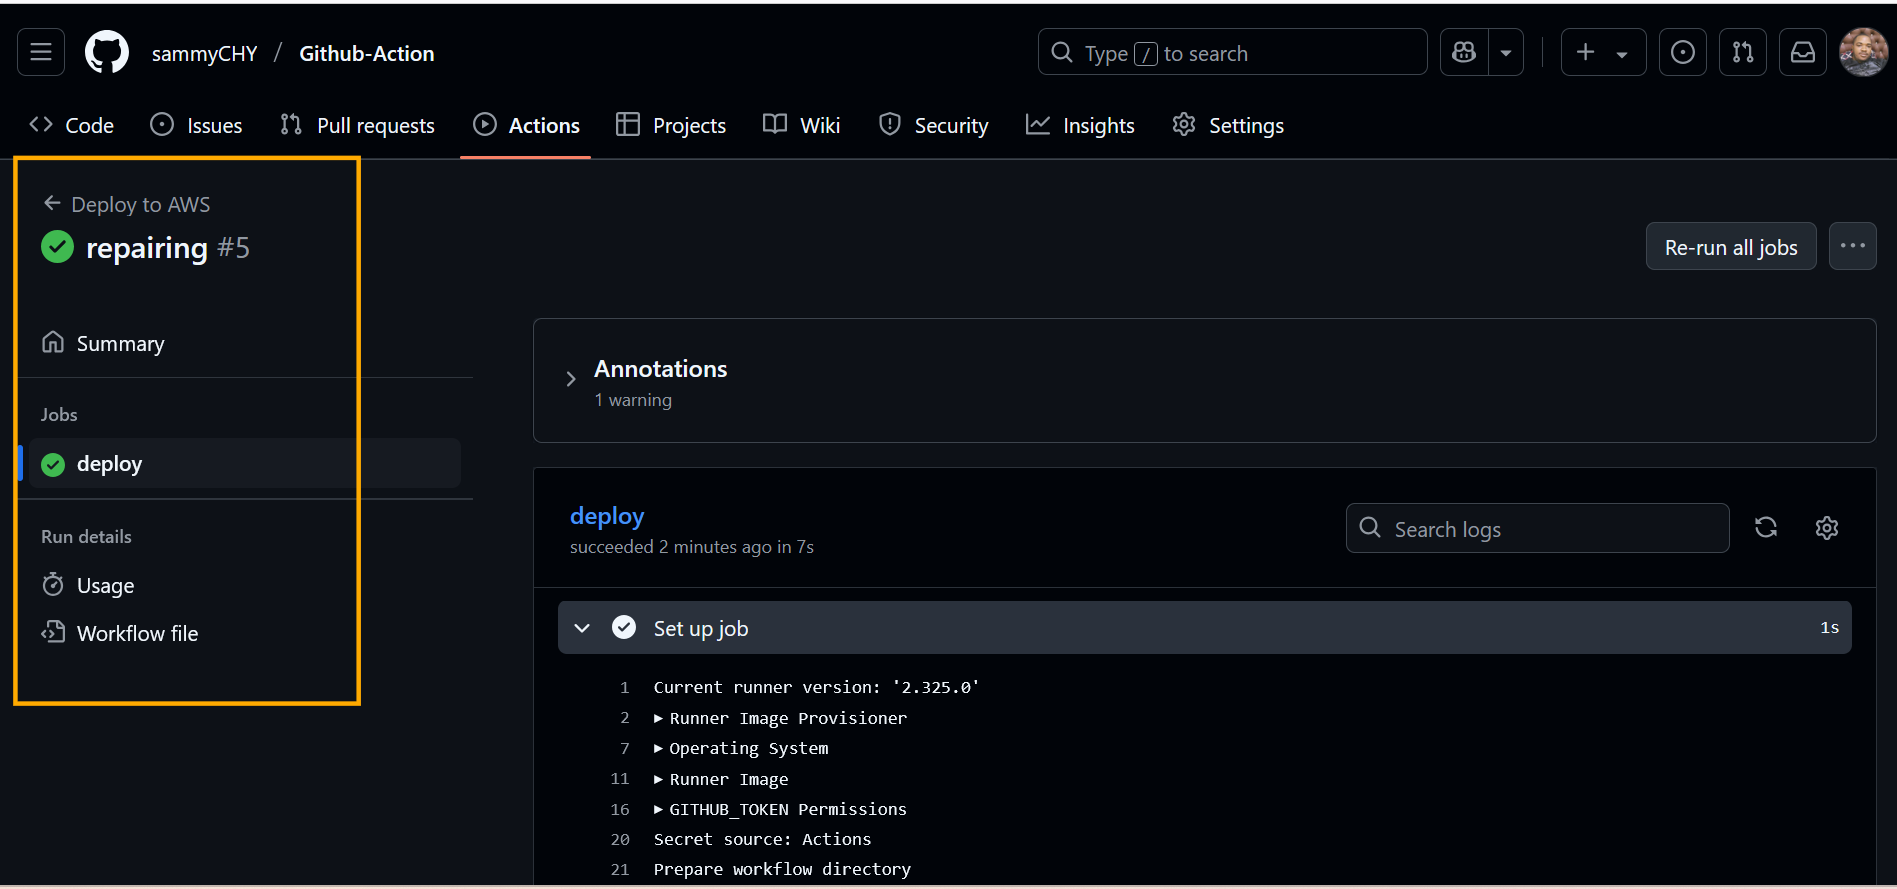 sammyCHY / Github-Action
Type / to search
Code Issues Pull requests Actions Projects Wiki Security Insights Settings
Deploy to AWS
repairing #5
Re-run all jobs
Summary
Jobs
deploy
Run details
Usage
Workflow file
Annotations
1 warning
deploy
succeeded 2 minutes ago in 7s
Search logs
Set up job 1s
1 Current runner version: '2.325.0'
2 Runner Image Provisioner
7 Operating System
11 Runner Image
16 GITHUB_TOKEN Permissions
20 Secret source: Actions
21 Prepare workflow directory